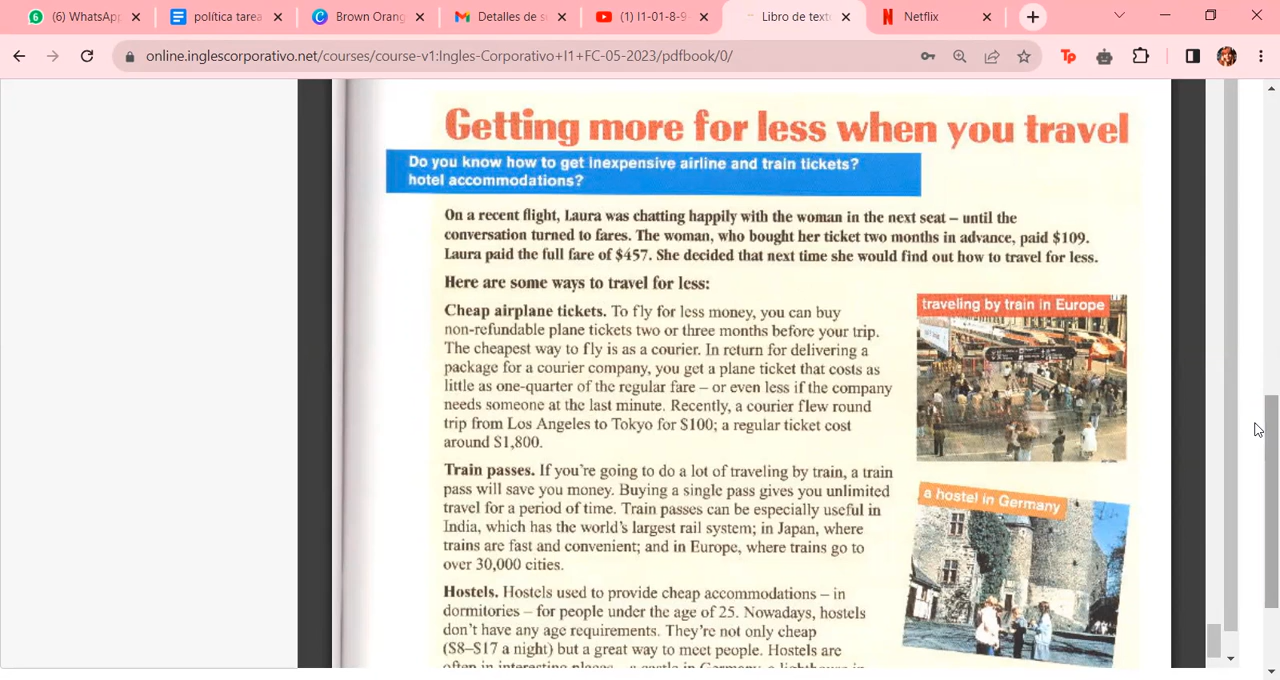 (6) WhatsApp
política tarea
Brown Orang
Detalles de s
(1) I1-01-8-9
Libro de text
Netflix
online.inglescorporativo.net/courses/course-v1:Ingles-Corporativo+I1+FC-05-2023/pdfbook/0/
Getting more for less when you travel
Do you know how to get inexpensive airline and train tickets?
hotel accommodations?
On a recent flight, Laura was chatting happily with the woman in the next seat – until the
conversation turned to fares. The woman, who bought her ticket two months in advance, paid $109.
Laura paid the full fare of $457. She decided that next time she would find out how to travel for less.
Here are some ways to travel for less:
Cheap airplane tickets. To fly for less money, you can buy
non-refundable plane tickets two or three months before your trip.
The cheapest way to fly is as a courier. In return for delivering a
package for a courier company, you get a plane ticket that costs as
little as one-quarter of the regular fare – or even less if the company
needs someone at the last minute. Recently, a courier flew round
trip from Los Angeles to Tokyo for $100; a regular ticket cost
around $1,800.
Train passes. If you're going to do a lot of traveling by train, a train
pass will save you money. Buying a single pass gives you unlimited
travel for a period of time. Train passes can be especially useful in
India, which has the world's largest rail system; in Japan, where
trains are fast and convenient; and in Europe, where trains go to
over 30,000 cities.
Hostels. Hostels used to provide cheap accommodations – in
dormitories – for people under the age of 25. Nowadays, hostels
don't have any age requirements. They're not only cheap
($8–$17 a night) but a great way to meet people. Hostels are
often in interesting places – a castle in Germany, a lighthouse in
traveling by train in Europe
a hostel in Germany